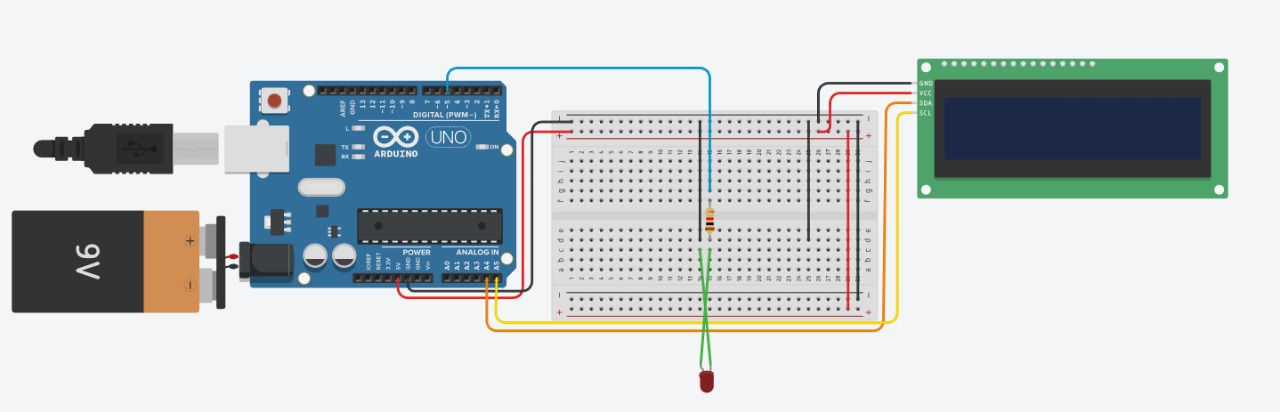 AREF
GND
13
12
~11
~10
~9
8
7
~6
~5
4
~3
2
TX→1
RX←0
DIGITAL (PWM~)
L
TX
RX
ARDUINO
UNO
ON
POWER
ANALOG IN
IOREF
RESET
3.3V
5V
GND
GND
Vin
A0
A1
A2
A3
A4
A5
9V
+
−
GND
VCC
SDA
SCL
− −
+ +
j j
i i
h h
g g
f f
e e
d d
c c
b b
a a
− −
+ +